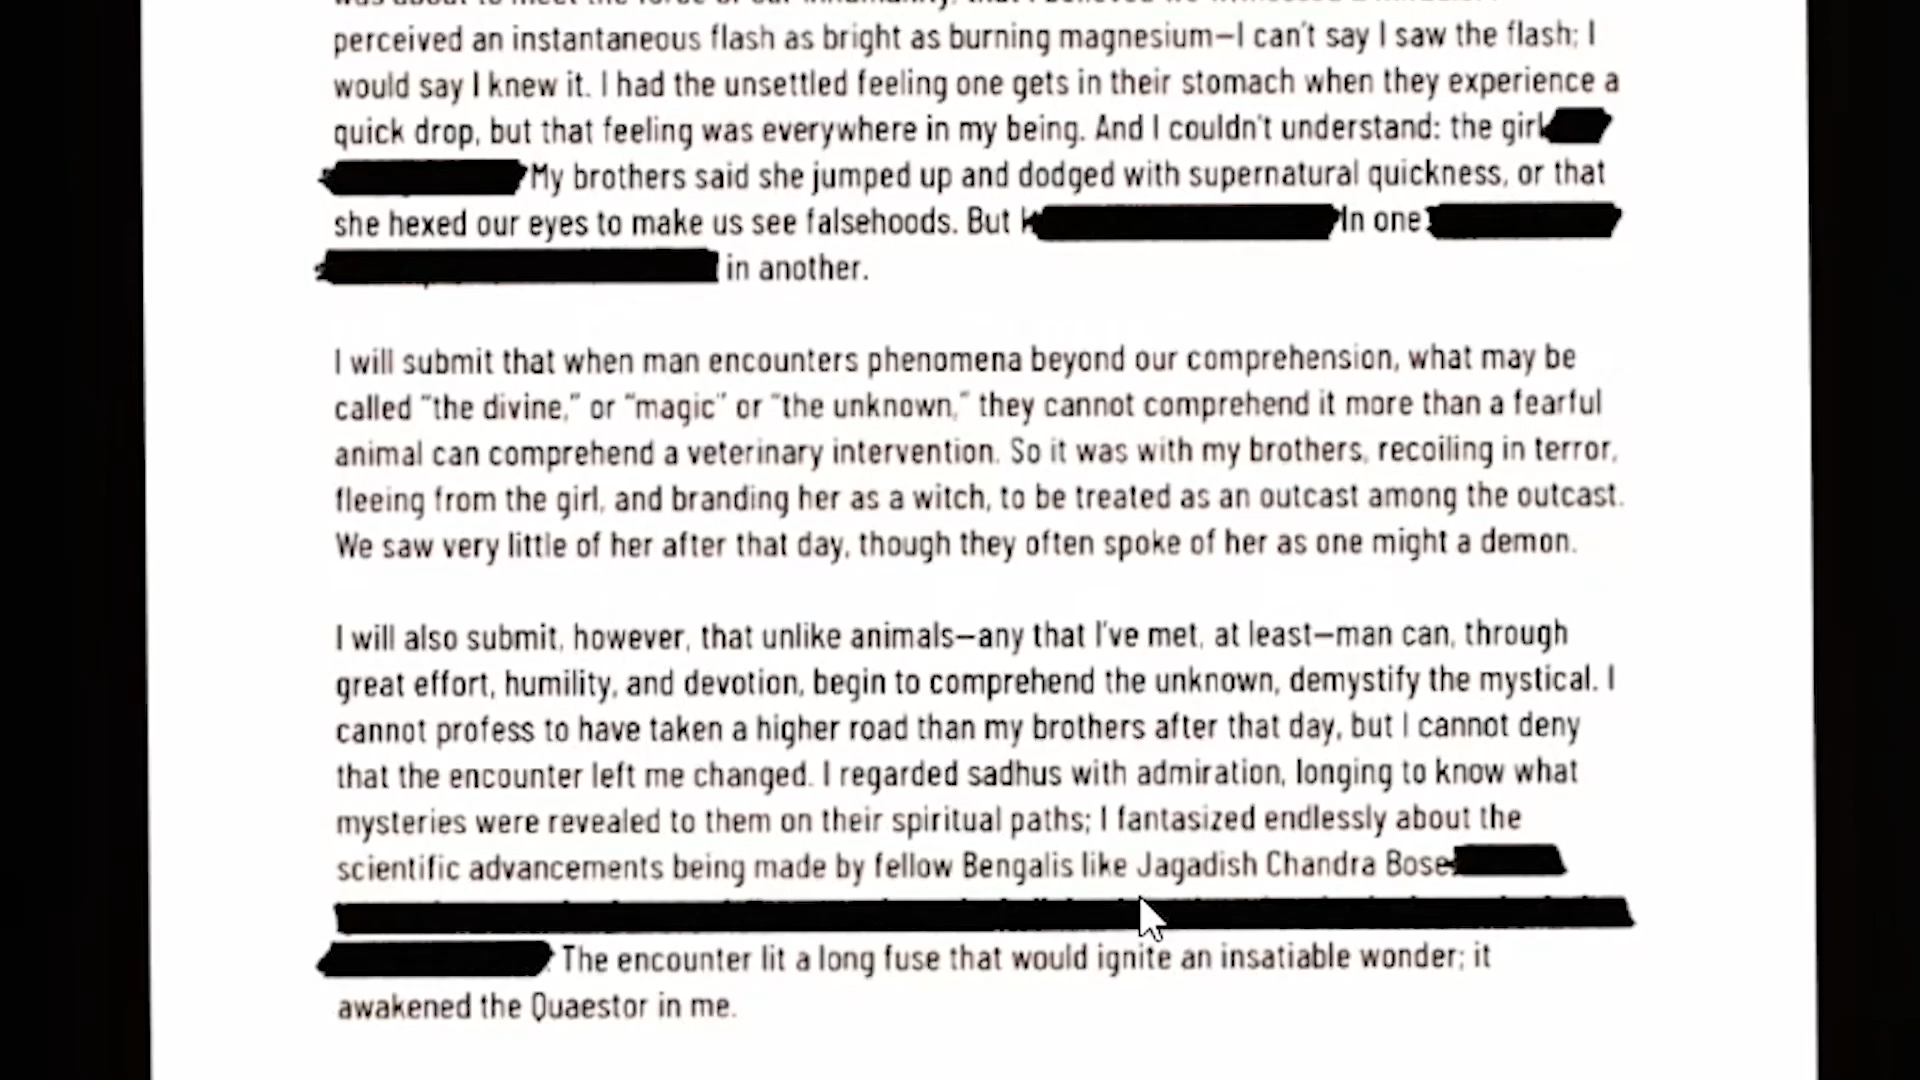 perceived an instantaneous flash as bright as burning magnesium—I can't say I saw the flash; I
would say I knew it. I had the unsettled feeling one gets in their stomach when they experience a
quick drop, but that feeling was everywhere in my being. And I couldn't understand: the girl
My brothers said she jumped up and dodged with supernatural quickness, or that
she hexed our eyes to make us see falsehoods. But In one
in another.
I will submit that when man encounters phenomena beyond our comprehension, what may be
called “the divine,” or “magic” or “the unknown,” they cannot comprehend it more than a fearful
animal can comprehend a veterinary intervention. So it was with my brothers, recoiling in terror,
fleeing from the girl, and branding her as a witch, to be treated as an outcast among the outcast.
We saw very little of her after that day, though they often spoke of her as one might a demon.
I will also submit, however, that unlike animals—any that I've met, at least—man can, through
great effort, humility, and devotion, begin to comprehend the unknown, demystify the mystical. I
cannot profess to have taken a higher road than my brothers after that day, but I cannot deny
that the encounter left me changed. I regarded sadhus with admiration, longing to know what
mysteries were revealed to them on their spiritual paths; I fantasized endlessly about the
scientific advancements being made by fellow Bengalis like Jagadish Chandra Bose
The encounter lit a long fuse that would ignite an insatiable wonder; it
awakened the Quaestor in me.